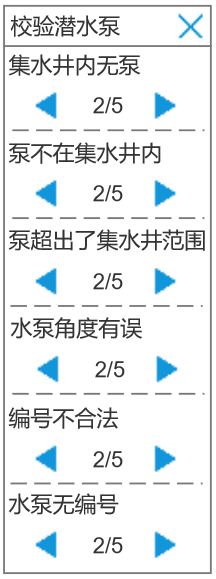 校验潜水泵
集水井内无泵
2/5
泵不在集水井内
2/5
泵超出了集水井范围
2/5
水泵角度有误
2/5
编号不合法
2/5
水泵无编号
2/5